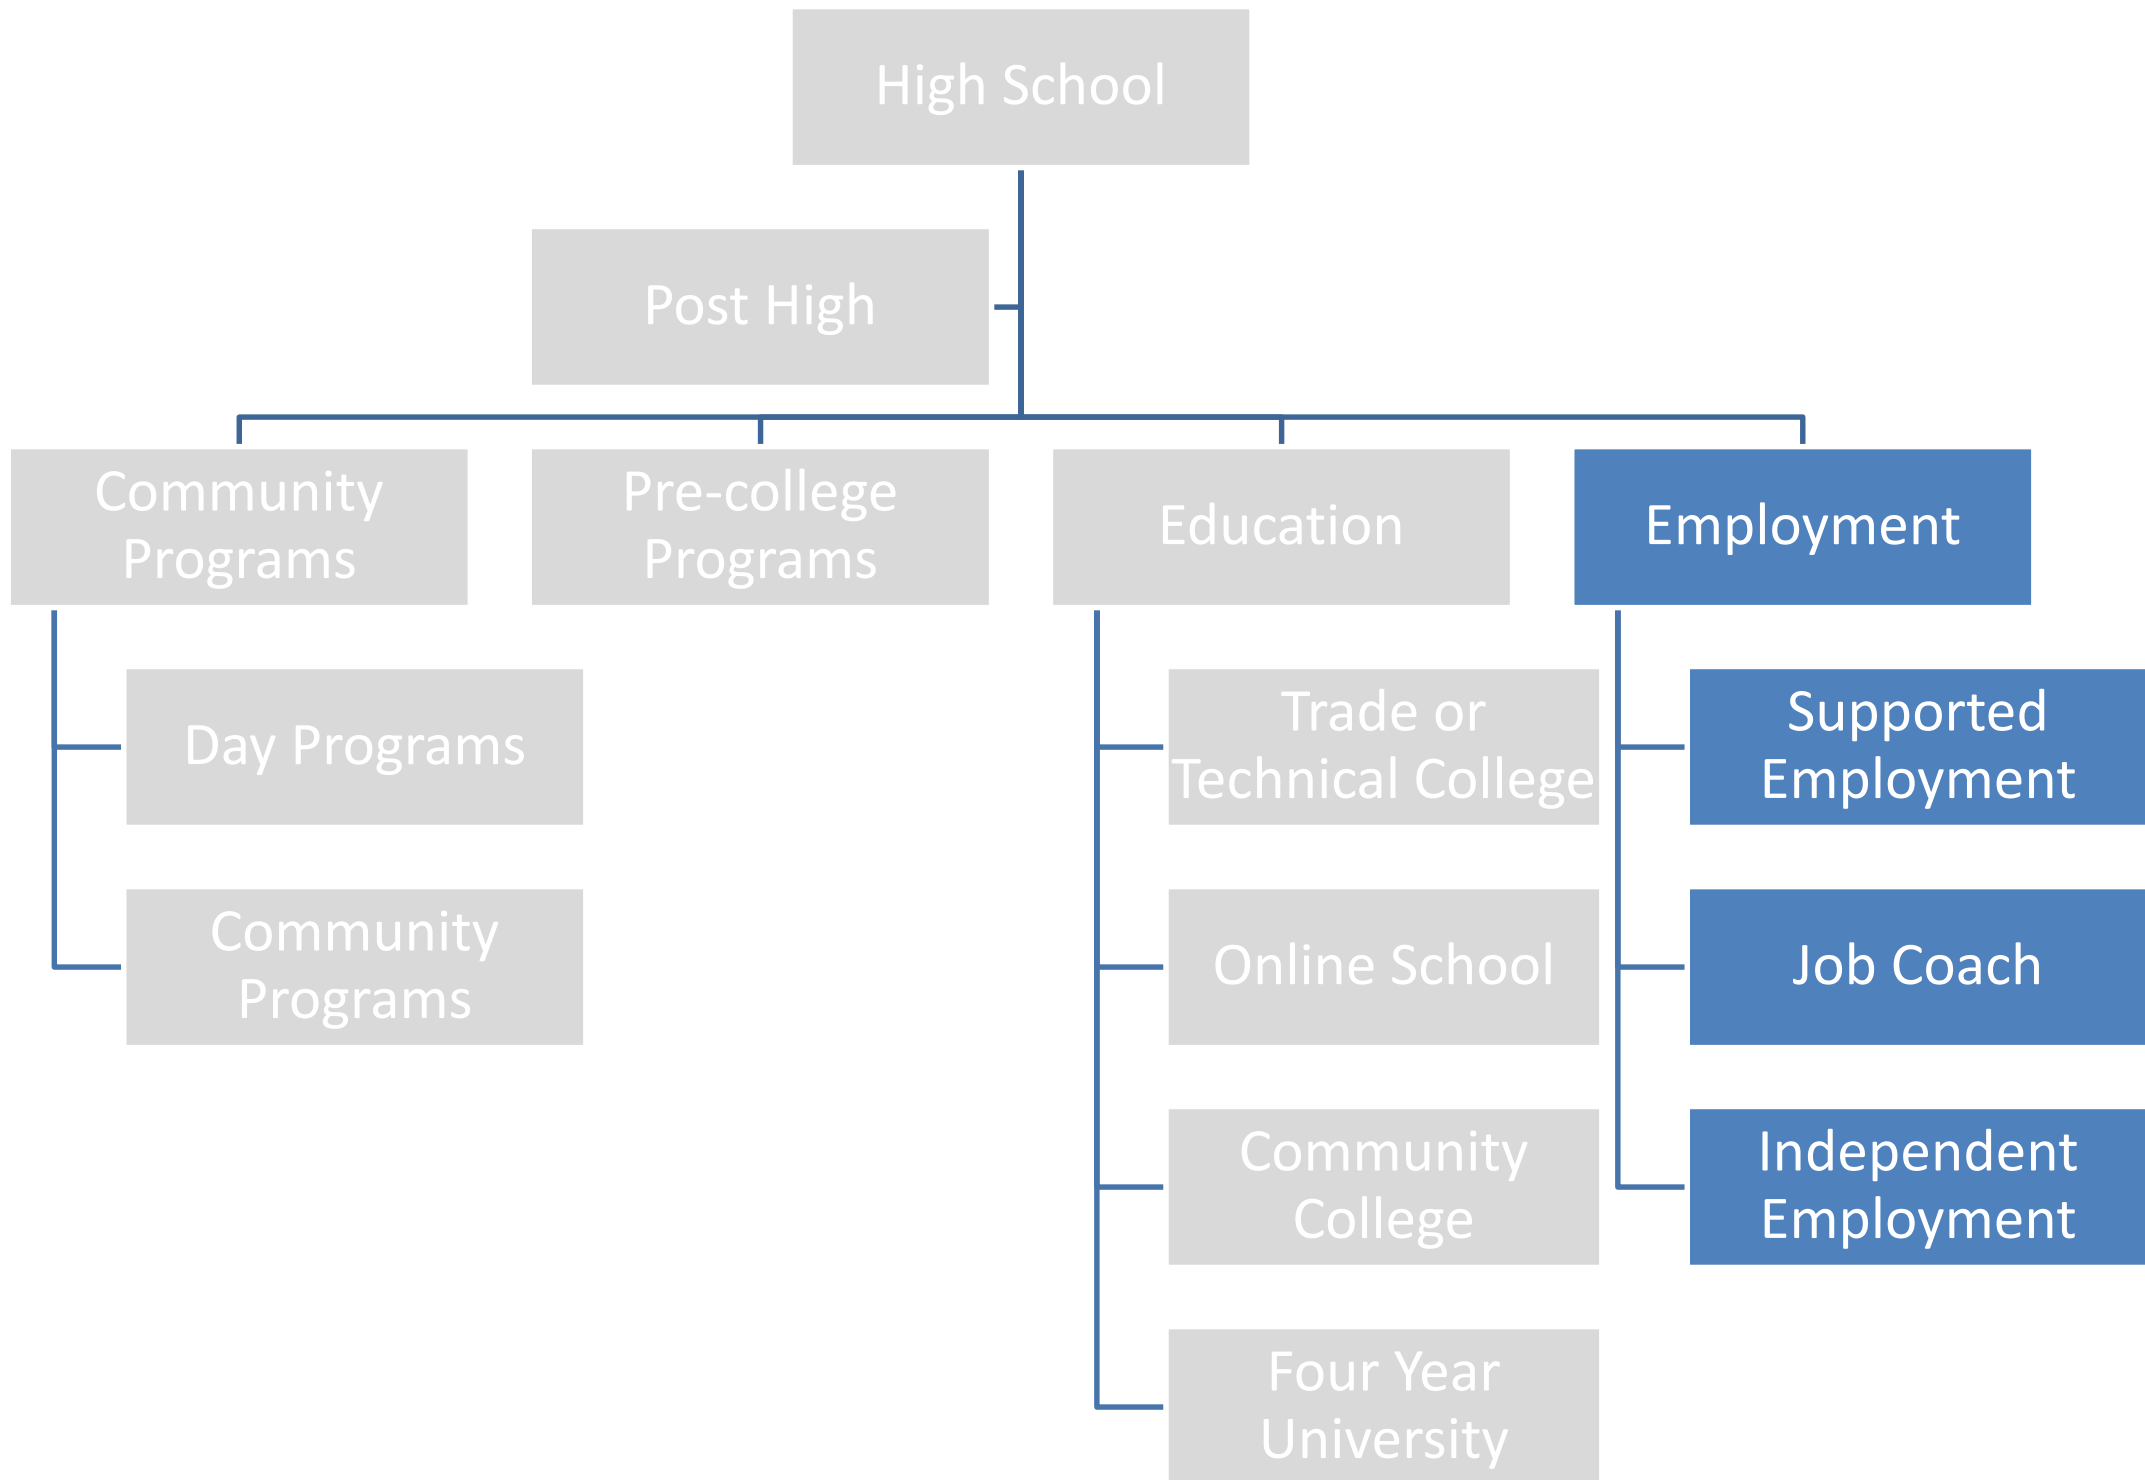 High School
Post High
Community
Programs
Pre-college
Programs
Education
Employment
Day Programs
Community
Programs
Trade or
Technical College
Online School
Community
College
Four Year
University
Supported
Employment
Job Coach
Independent
Employment